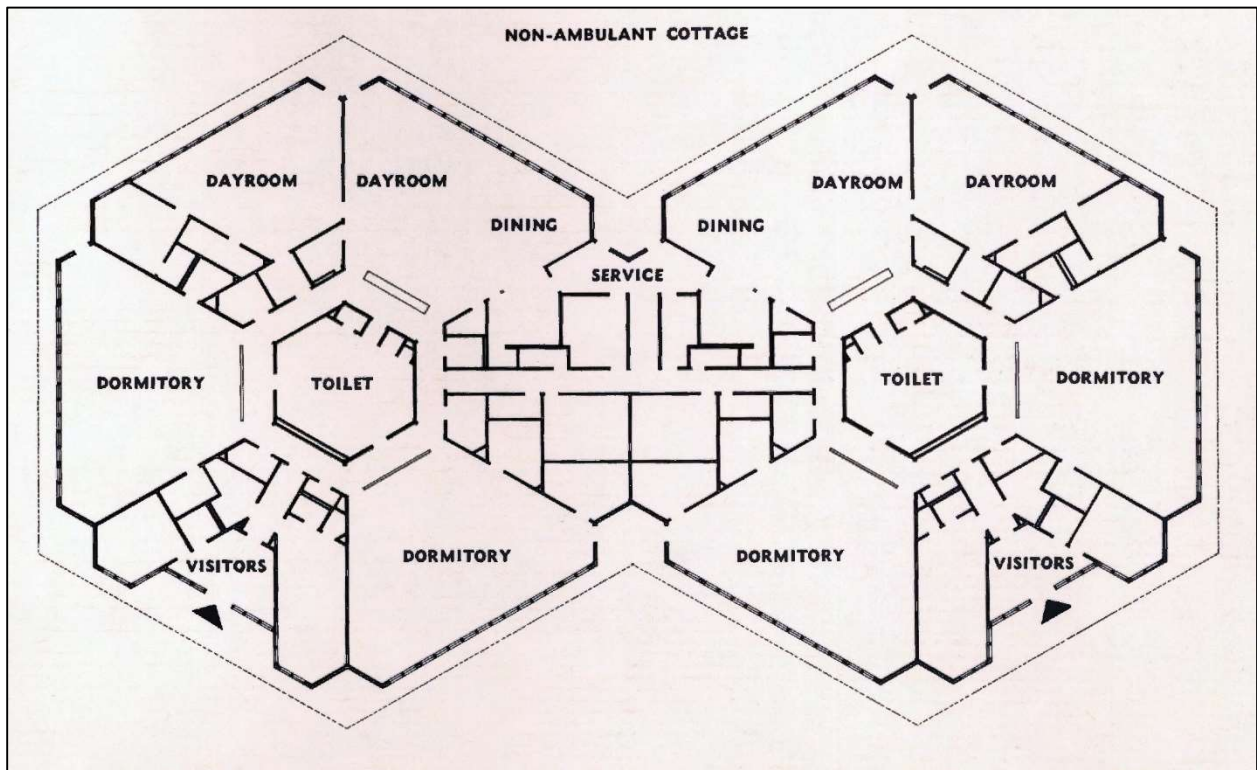 NON-AMBULANT COTTAGE
DAYROOM DAYROOM DAYROOM DAYROOM
DINING DINING
SERVICE
DORMITORY TOILET TOILET DORMITORY
DORMITORY DORMITORY
VISITORS VISITORS